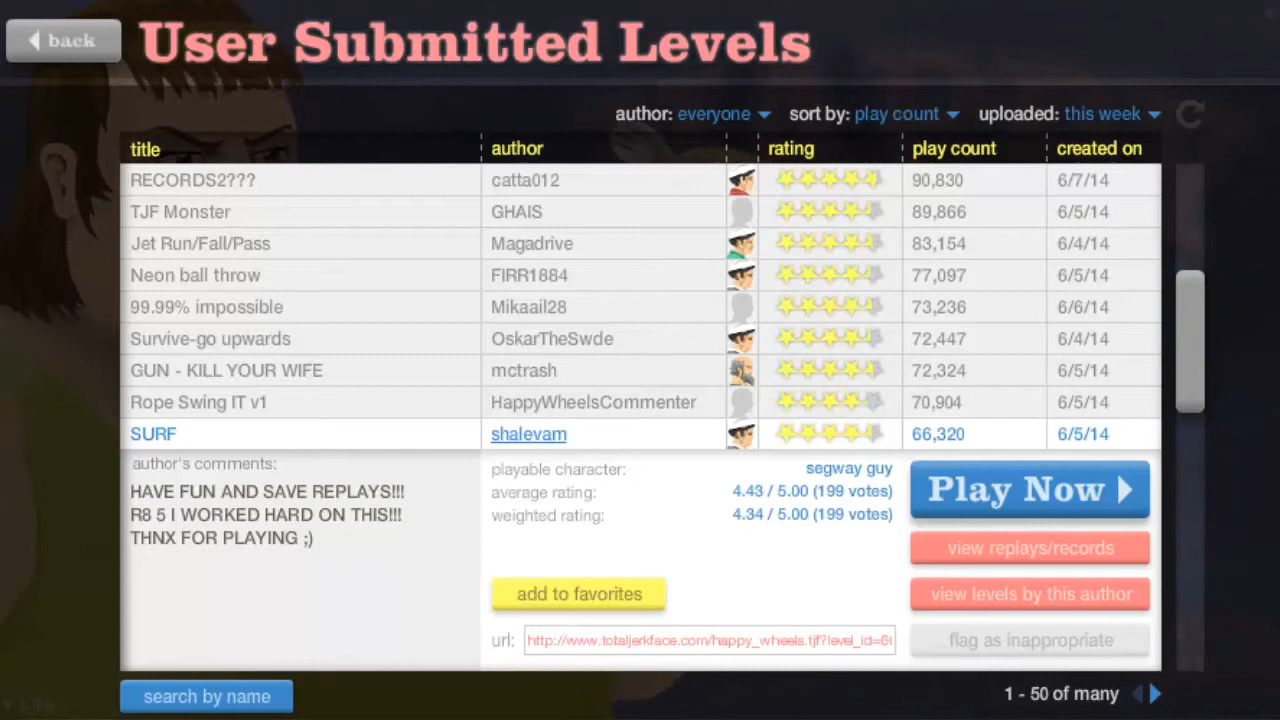 back
User Submitted Levels
author: everyone sort by: play count uploaded: this week
title author rating play count created on
RECORDS2??? catta012 90,830 6/7/14
TJF Monster GHAIS 89,866 6/5/14
Jet Run/Fall/Pass Magadrive 83,154 6/4/14
Neon ball throw FIRR1884 77,097 6/5/14
99.99% impossible Mikaail28 73,236 6/6/14
Survive-go upwards OskarTheSwde 72,447 6/4/14
GUN - KILL YOUR WIFE mctrash 72,324 6/5/14
Rope Swing IT v1 HappyWheelsCommenter 70,904 6/5/14
SURF shalevam 66,320 6/5/14
author's comments:
HAVE FUN AND SAVE REPLAYS!!!
R8 5 I WORKED HARD ON THIS!!!
THNX FOR PLAYING ;)
playable character: segway guy
average rating: 4.43 / 5.00 (199 votes)
weighted rating: 4.34 / 5.00 (199 votes)
add to favorites
url: http://www.totaljerkface.com/happy_wheels.tjf?level_id=6
Play Now
view replays/records
view levels by this author
flag as inappropriate
search by name
1 - 50 of many